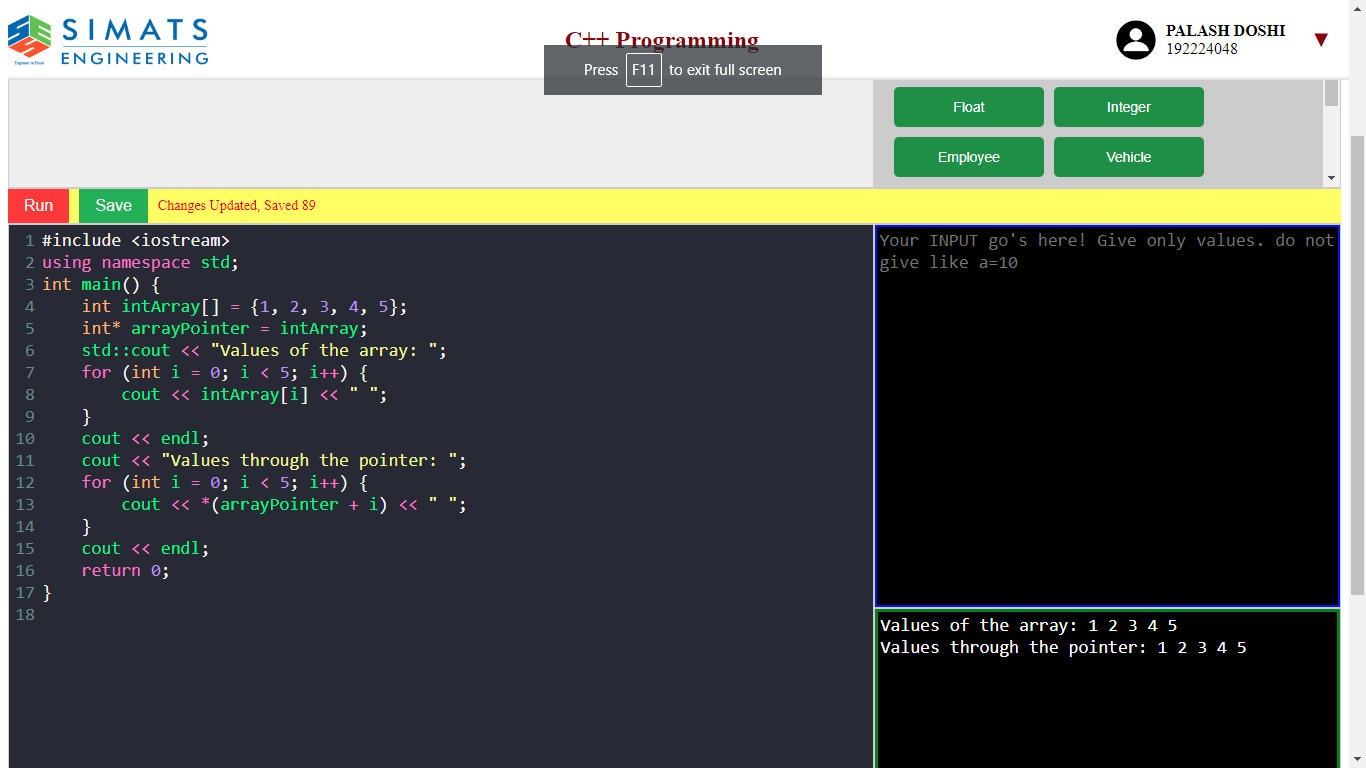 SIMATS
ENGINEERING
Engineer to Excel
C++ Programming
PALASH DOSHI
192224048
▼
Press F11 to exit full screen
Float Integer
Employee Vehicle
Run Save Changes Updated, Saved 89
1 #include <iostream>
2 using namespace std;
3 int main() {
4     int intArray[] = {1, 2, 3, 4, 5};
5     int* arrayPointer = intArray;
6     std::cout << "Values of the array: ";
7     for (int i = 0; i < 5; i++) {
8         cout << intArray[i] << " ";
9     }
10     cout << endl;
11     cout << "Values through the pointer: ";
12     for (int i = 0; i < 5; i++) {
13         cout << *(arrayPointer + i) << " ";
14     }
15     cout << endl;
16     return 0;
17 }
18
Your INPUT go's here! Give only values. do not
give like a=10
Values of the array: 1 2 3 4 5
Values through the pointer: 1 2 3 4 5